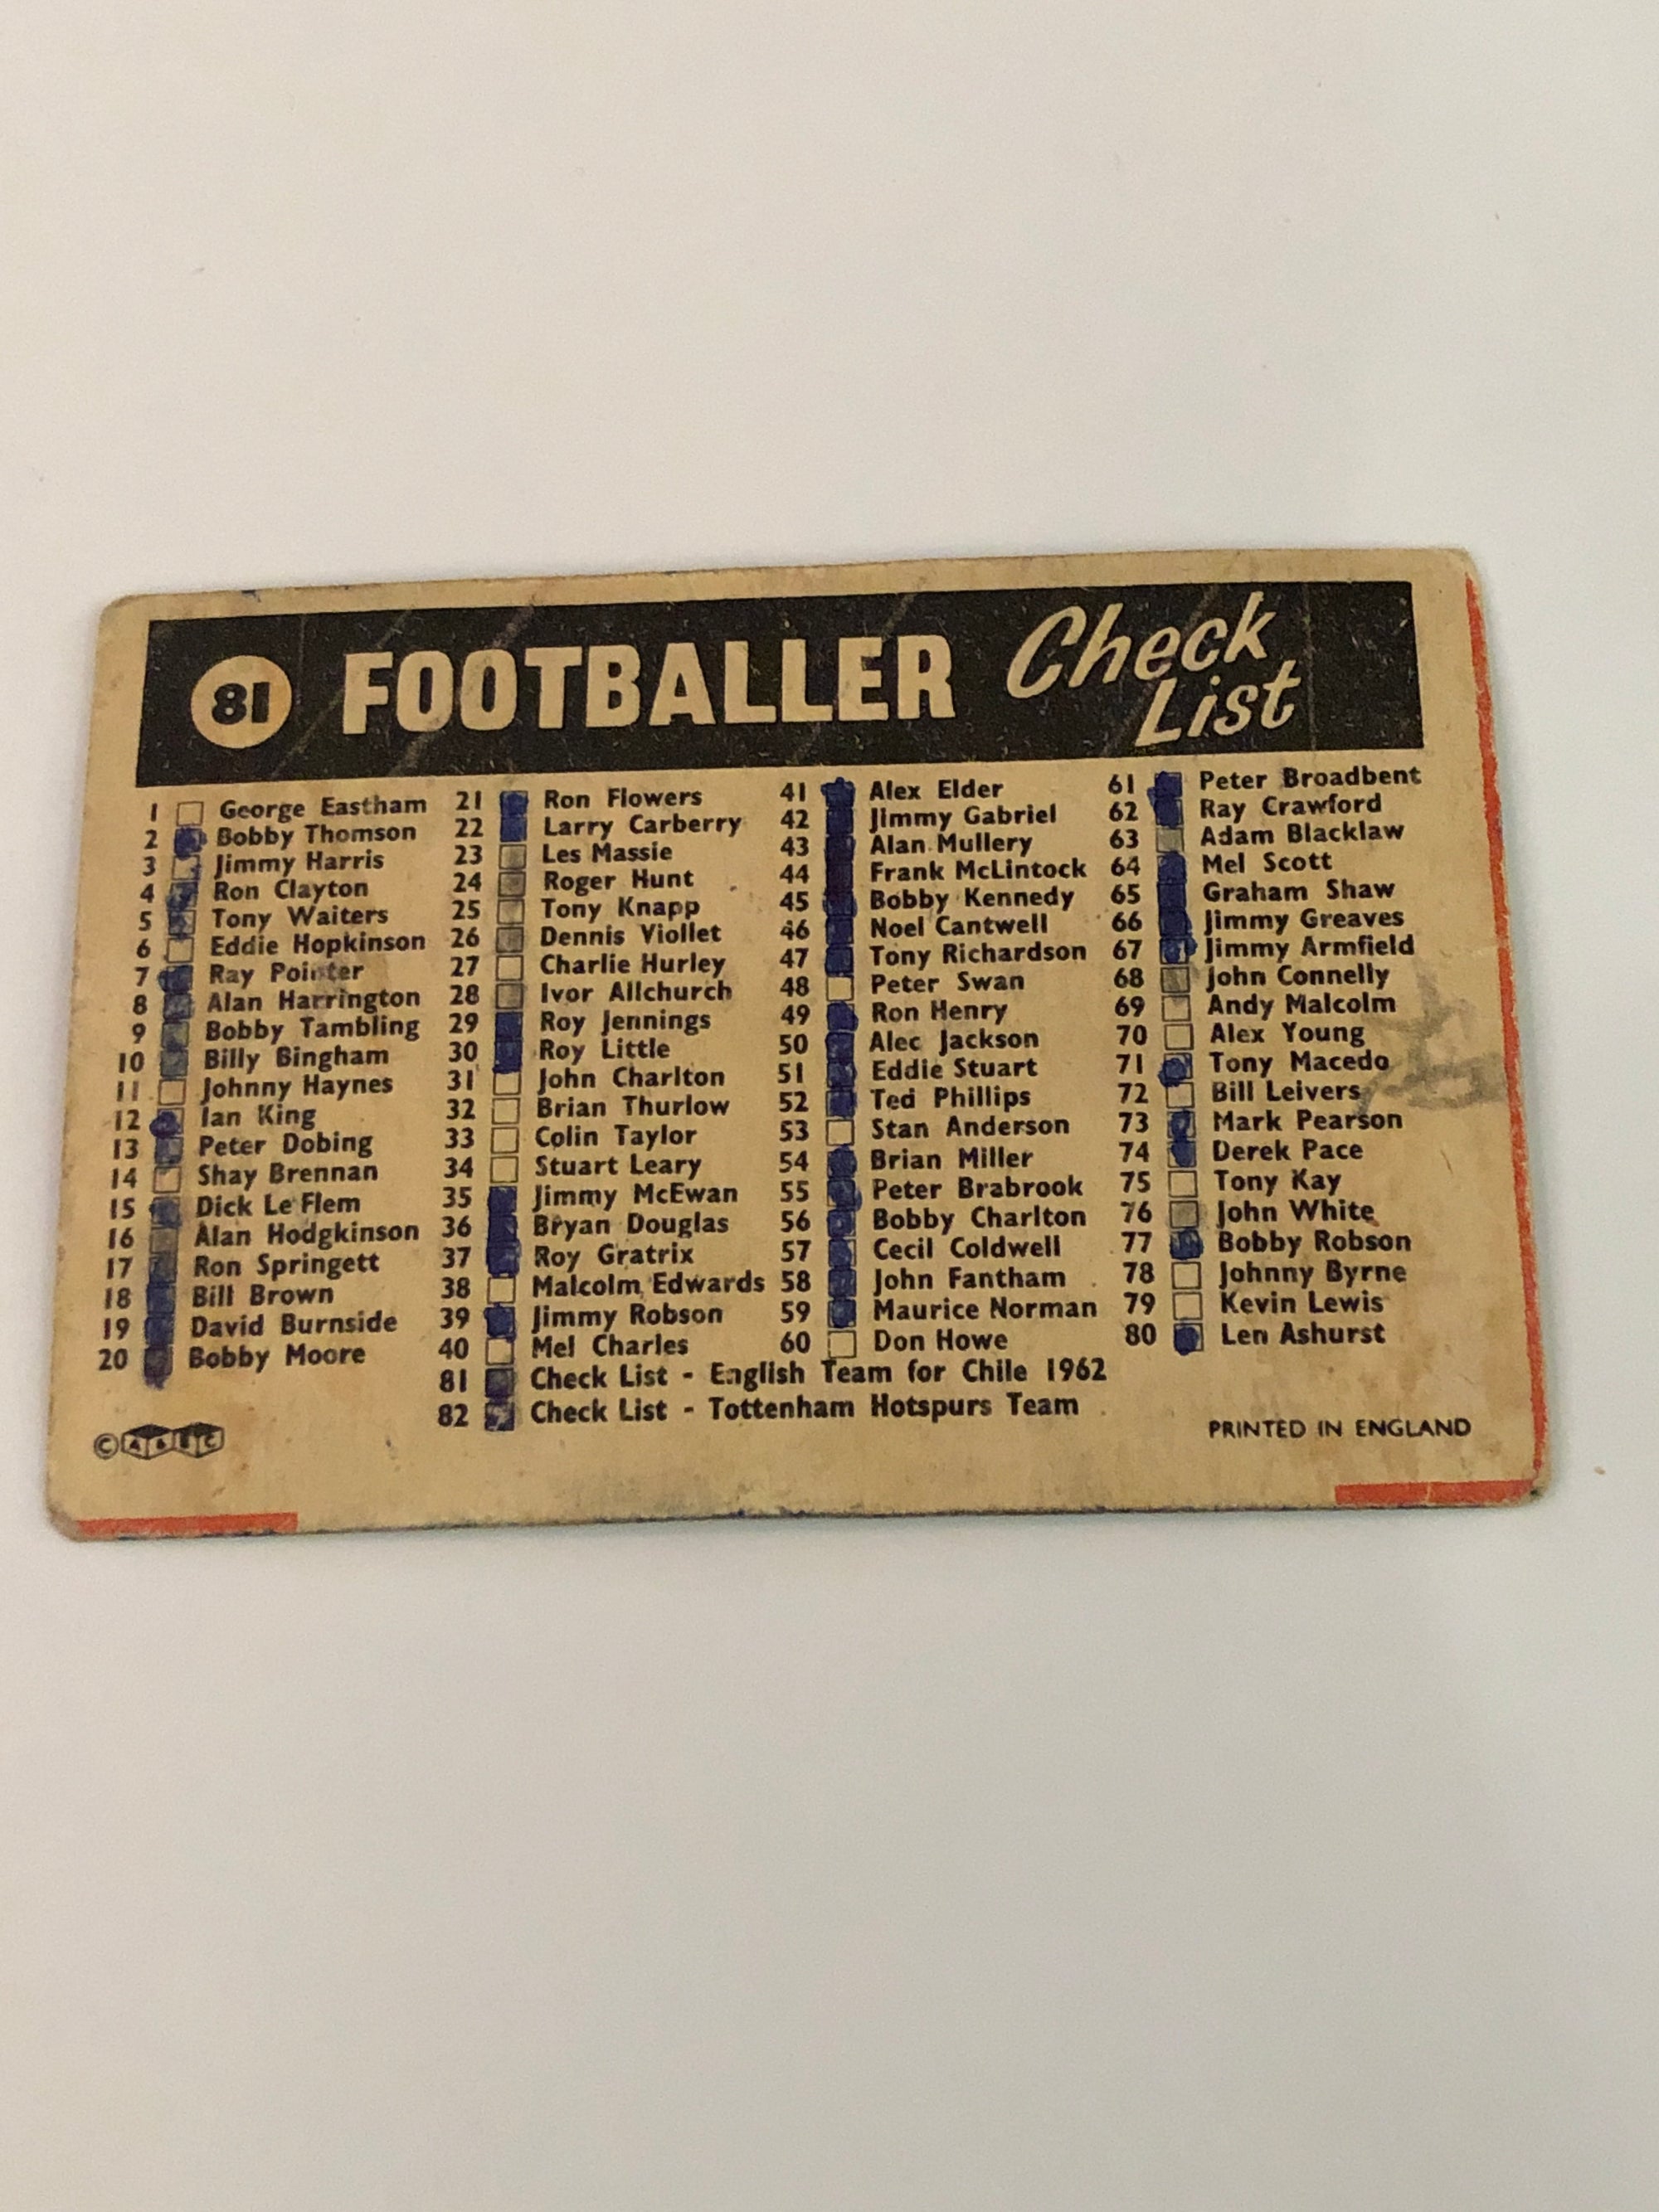 81 FOOTBALLER Check List
1 George Eastham
2 Bobby Thomson
3 Jimmy Harris
4 Ron Clayton
5 Tony Waiters
6 Eddie Hopkinson
7 Ray Pointer
8 Alan Harrington
9 Bobby Tambling
10 Billy Bingham
11 Johnny Haynes
12 Ian King
13 Peter Dobing
14 Shay Brennan
15 Dick Le Flem
16 Alan Hodgkinson
17 Ron Springett
18 Bill Brown
19 David Burnside
20 Bobby Moore
21 Ron Flowers
22 Larry Carberry
23 Les Massie
24 Roger Hunt
25 Tony Knapp
26 Dennis Viollet
27 Charlie Hurley
28 Ivor Allchurch
29 Roy Jennings
30 Roy Little
31 John Charlton
32 Brian Thurlow
33 Colin Taylor
34 Stuart Leary
35 Jimmy McEwan
36 Bryan Douglas
37 Roy Gratrix
38 Malcolm Edwards
39 Jimmy Robson
40 Mel Charles
41 Alex Elder
42 Jimmy Gabriel
43 Alan Mullery
44 Frank McLintock
45 Bobby Kennedy
46 Noel Cantwell
47 Tony Richardson
48 Peter Swan
49 Ron Henry
50 Alec Jackson
51 Eddie Stuart
52 Ted Phillips
53 Stan Anderson
54 Brian Miller
55 Peter Brabrook
56 Bobby Charlton
57 Cecil Coldwell
58 John Fantham
59 Maurice Norman
60 Don Howe
61 Peter Broadbent
62 Ray Crawford
63 Adam Blacklaw
64 Mel Scott
65 Graham Shaw
66 Jimmy Greaves
67 Jimmy Armfield
68 John Connelly
69 Andy Malcolm
70 Alex Young
71 Tony Macedo
72 Bill Leivers
73 Mark Pearson
74 Derek Pace
75 Tony Kay
76 John White
77 Bobby Robson
78 Johnny Byrne
79 Kevin Lewis
80 Len Ashurst
81 Check List - English Team for Chile 1962
82 Check List - Tottenham Hotspurs Team
© A&BC
PRINTED IN ENGLAND